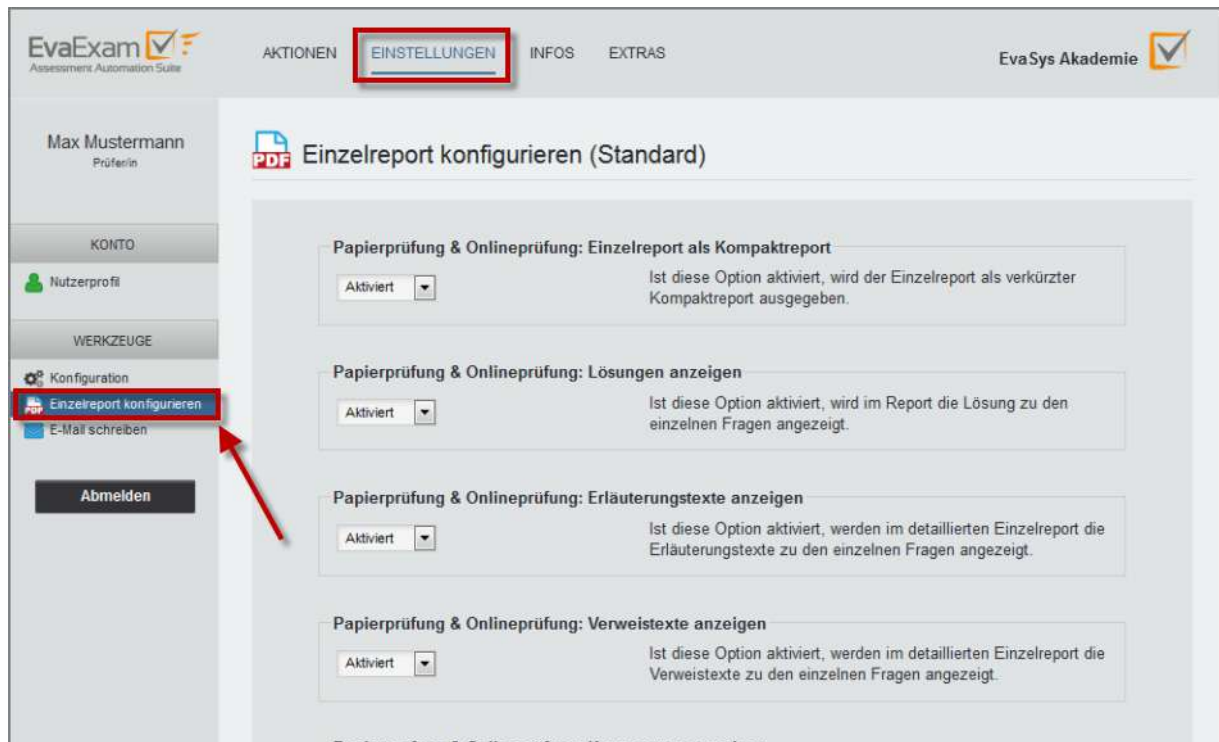 EvaExam
Assessment Automation Suite
AKTIONEN EINSTELLUNGEN INFOS EXTRAS
EvaSys Akademie
Max Mustermann
Prüfer/in
KONTO
Nutzerprofil
WERKZEUGE
Konfiguration
PDF Einzelreport konfigurieren
E-Mail schreiben
Abmelden
PDF Einzelreport konfigurieren (Standard)
Papierprüfung & Onlineprüfung: Einzelreport als Kompaktreport
Aktiviert
Ist diese Option aktiviert, wird der Einzelreport als verkürzter
Kompaktreport ausgegeben.
Papierprüfung & Onlineprüfung: Lösungen anzeigen
Aktiviert
Ist diese Option aktiviert, wird im Report die Lösung zu den
einzelnen Fragen angezeigt.
Papierprüfung & Onlineprüfung: Erläuterungstexte anzeigen
Aktiviert
Ist diese Option aktiviert, werden im detaillierten Einzelreport die
Erläuterungstexte zu den einzelnen Fragen angezeigt.
Papierprüfung & Onlineprüfung: Verweistexte anzeigen
Aktiviert
Ist diese Option aktiviert, werden im detaillierten Einzelreport die
Verweistexte zu den einzelnen Fragen angezeigt.